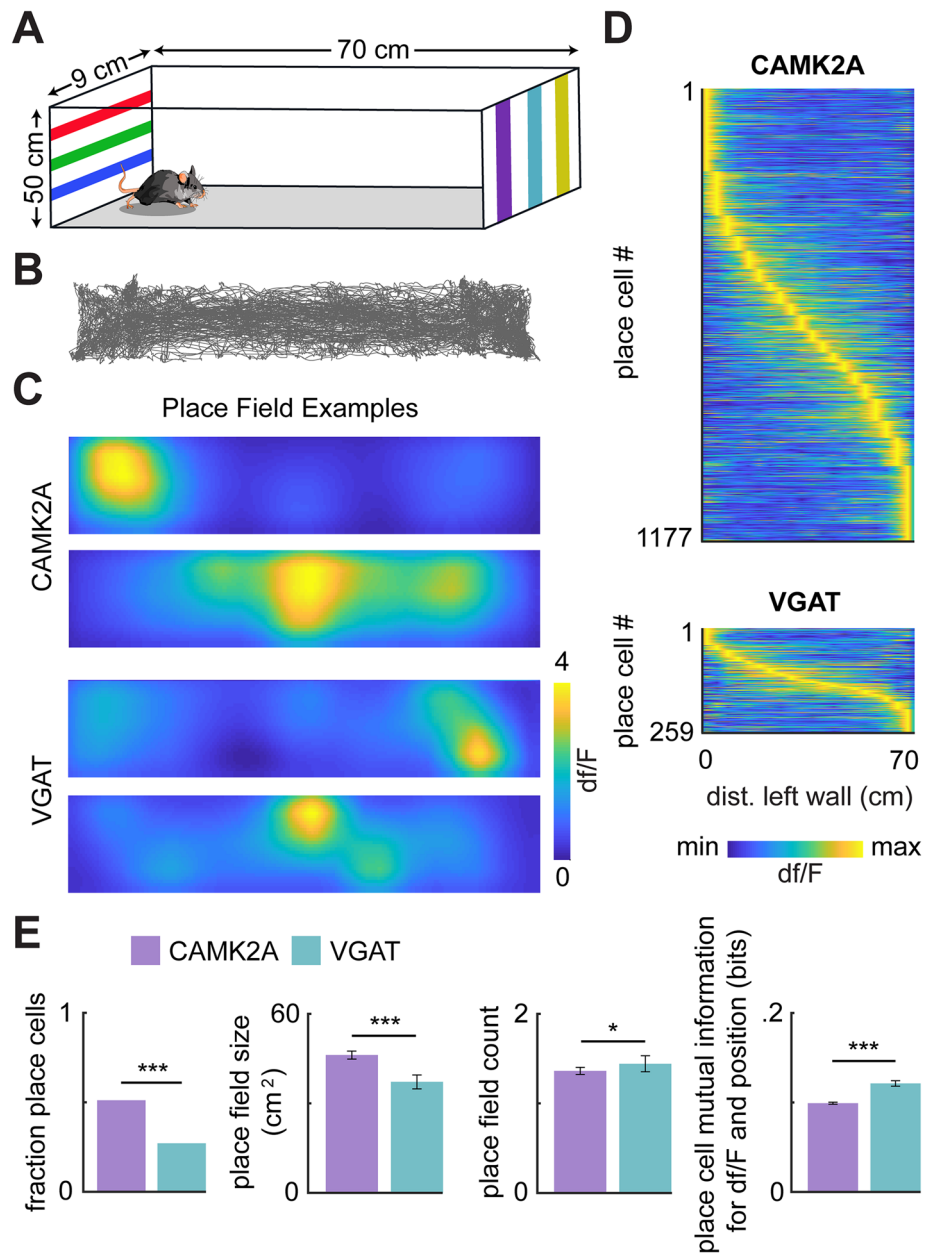 A
9 cm
70 cm
50 cm
B
C
Place Field Examples
CAMK2A
VGAT
4
df/F
0
D
CAMK2A
1
place cell #
1177
VGAT
1
place cell #
259
0
70
dist. left wall (cm)
min
max
df/F
E
CAMK2A
VGAT
1
fraction place cells
0
***
60
place field size
(cm2)
0
***
2
place field count
0
*
.2
place cell mutual information
for df/F and position (bits)
0
***